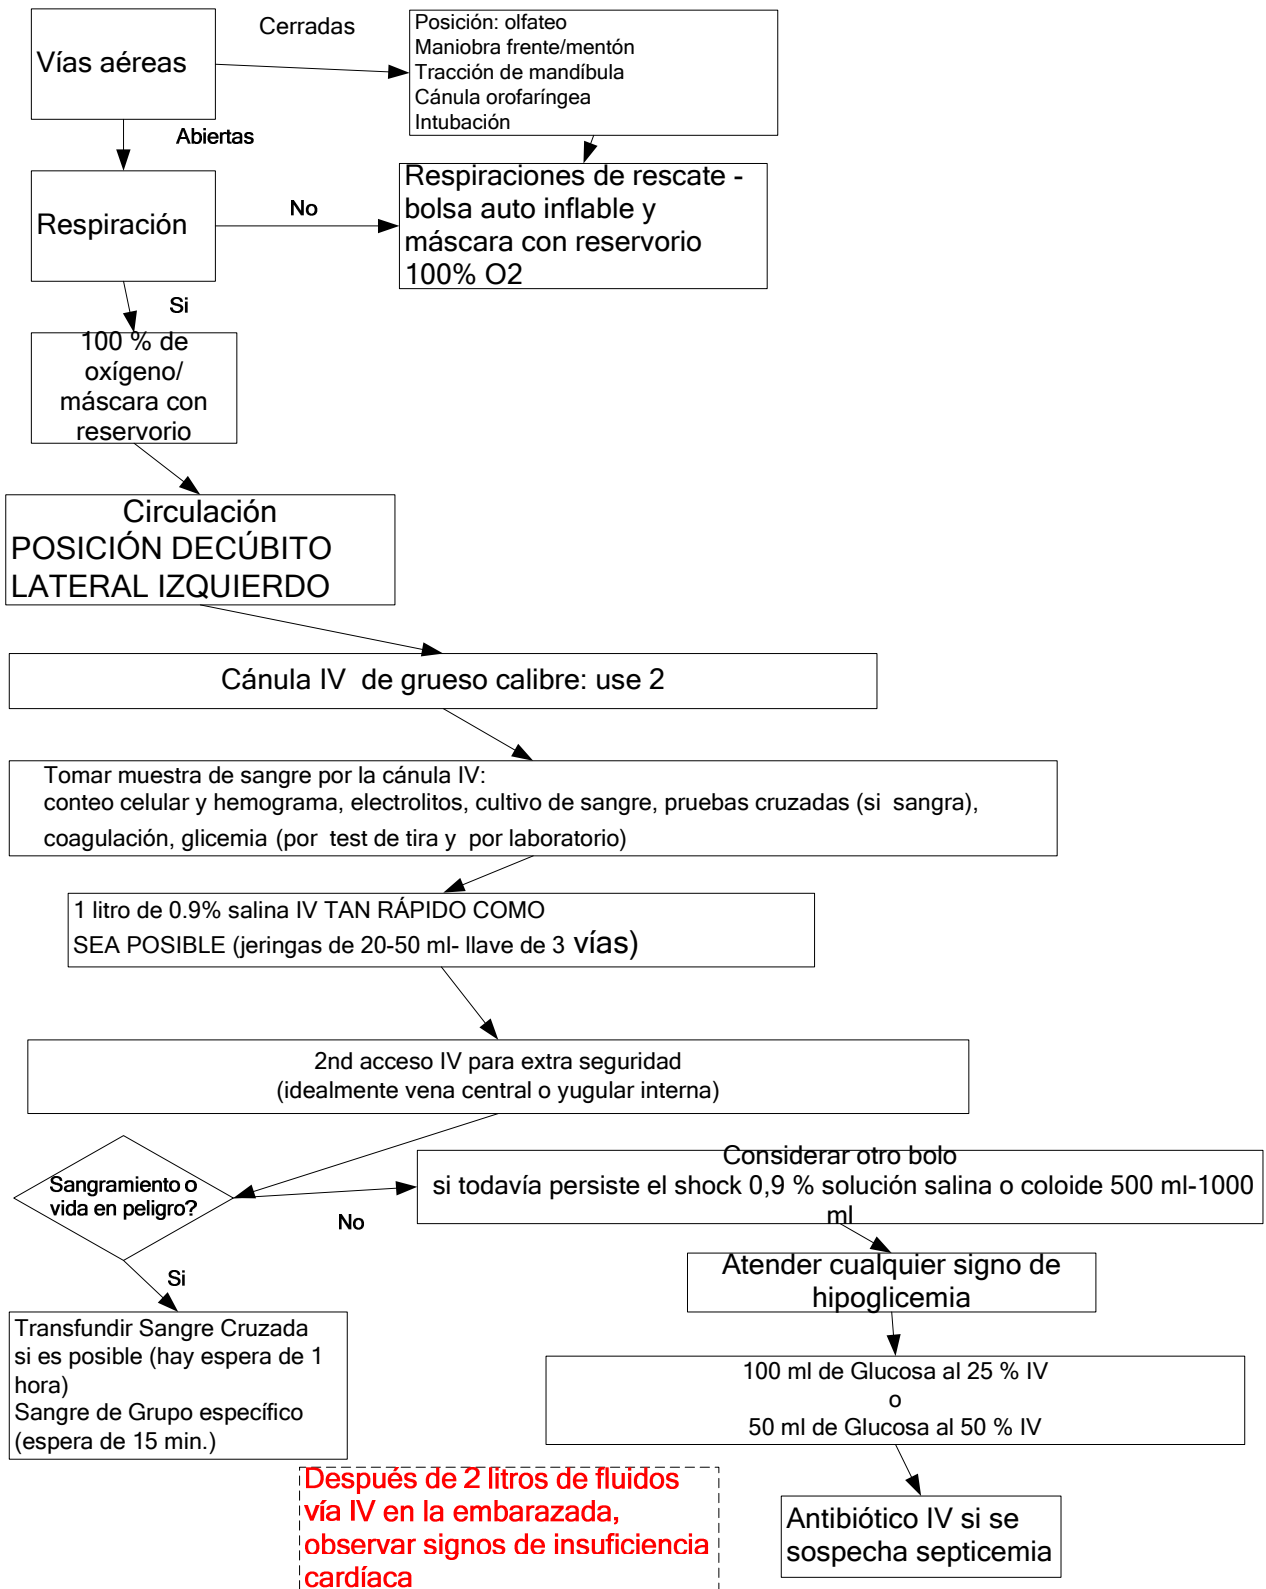 Cerradas
Vías aéreas
Posición: olfateo
Maniobra frente/mentón
Tracción de mandíbula
Cánula orofaríngea
Intubación
Abiertas
Respiración
No
Respiraciones de rescate -
bolsa auto inflable y
máscara con reservorio
100% O2
Si
100 % de
oxígeno/
máscara con
reservorio
Circulación
POSICIÓN DECÚBITO
LATERAL IZQUIERDO
Cánula IV de grueso calibre: use 2
Tomar muestra de sangre por la cánula IV:
conteo celular y hemograma, electrolitos, cultivo de sangre, pruebas cruzadas (si sangra),
coagulación, glicemia (por test de tira y por laboratorio)
1 litro de 0.9% salina IV TAN RÁPIDO COMO
SEA POSIBLE (jeringas de 20-50 ml- llave de 3 vías)
2nd acceso IV para extra seguridad
(idealmente vena central o yugular interna)
Sangramiento o
vida en peligro?
No
Considerar otro bolo
si todavía persiste el shock 0,9 % solución salina o coloide 500 ml-1000
ml
Si
Atender cualquier signo de
hipoglicemia
Transfundir Sangre Cruzada
si es posible (hay espera de 1
hora)
Sangre de Grupo específico
(espera de 15 min.)
100 ml de Glucosa al 25 % IV
o
50 ml de Glucosa al 50 % IV
Después de 2 litros de fluidos
vía IV en la embarazada,
observar signos de insuficiencia
cardíaca
Antibiótico IV si se
sospecha septicemia